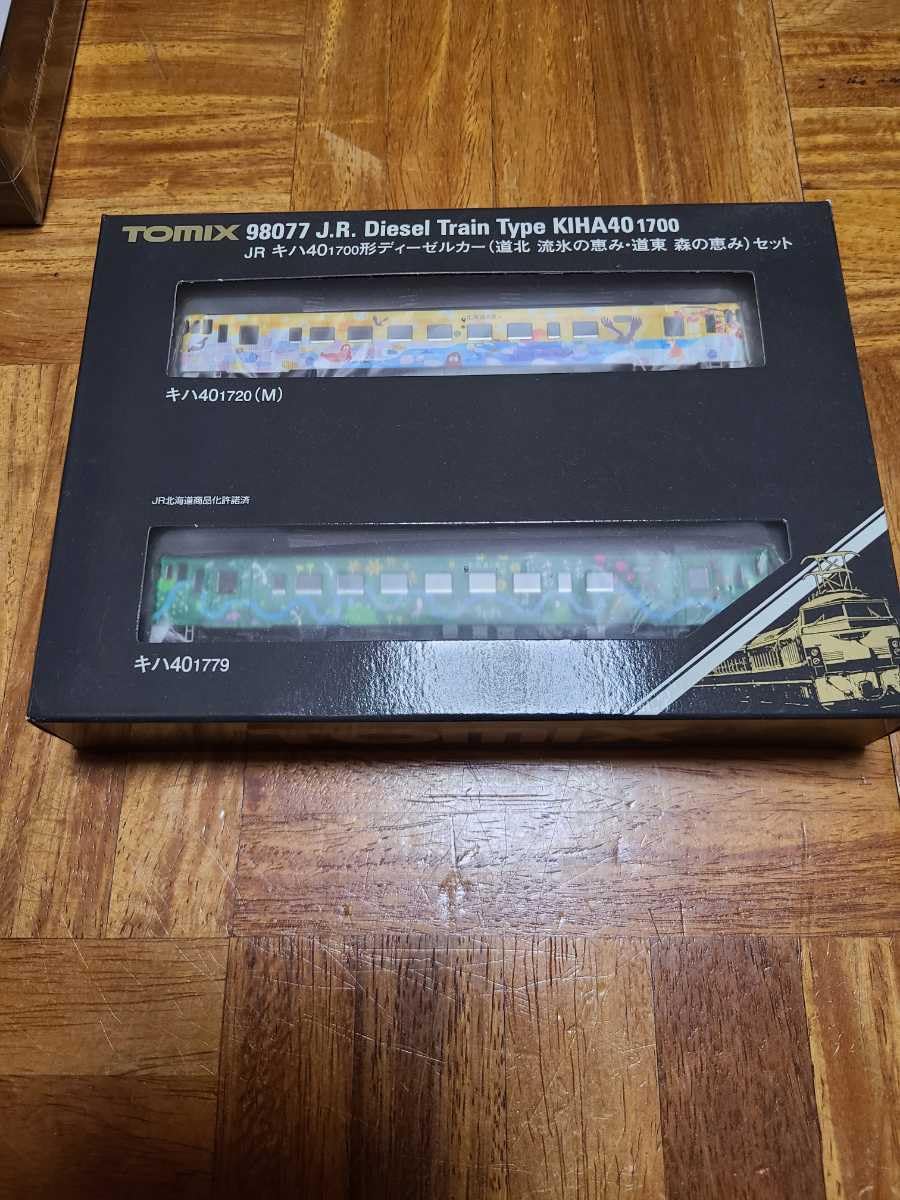 TOMIX 98077 J.R. Diesel Train Type KIHA40 1700
JR キハ40 1700形ディーゼルカー(道北 流氷の恵み・道東 森の恵み)セット
キハ40 1720(M)
JR北海道商品化許諾済
キハ40 1779
TOMIX